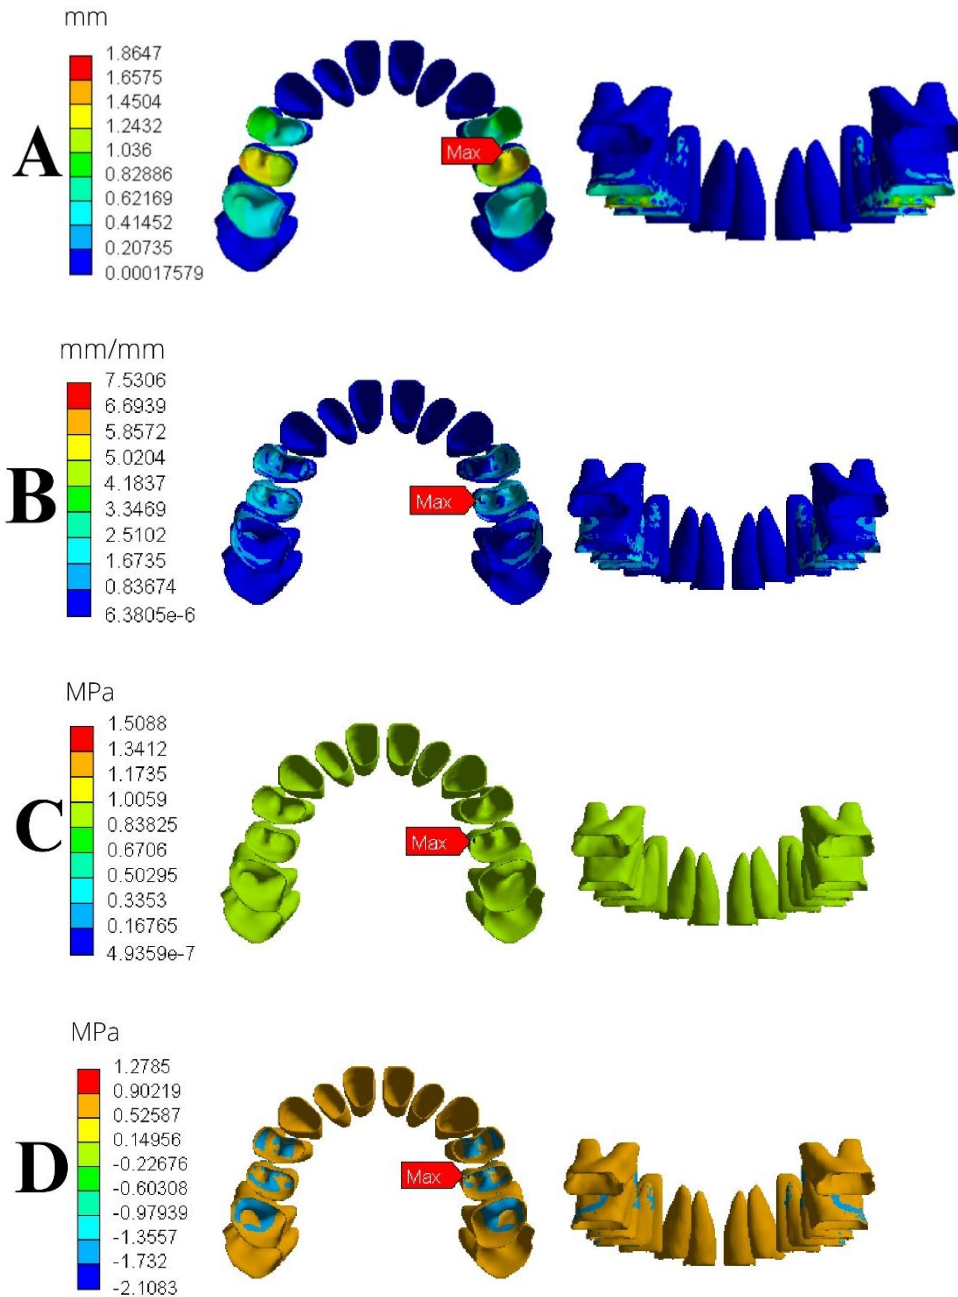 mm
A
1.8647
1.6575
1.4504
1.2432
1.036
0.82886
0.62169
0.41452
0.20735
0.00017579
Max
mm/mm
B
7.5306
6.6939
5.8572
5.0204
4.1837
3.3469
2.5102
1.6735
0.83674
6.3805e-6
Max
MPa
C
1.5088
1.3412
1.1735
1.0059
0.83825
0.6706
0.50295
0.3353
0.16765
4.9359e-7
Max
MPa
D
1.2785
0.90219
0.52587
0.14956
-0.22676
-0.60308
-0.97939
-1.3557
-1.732
-2.1083
Max